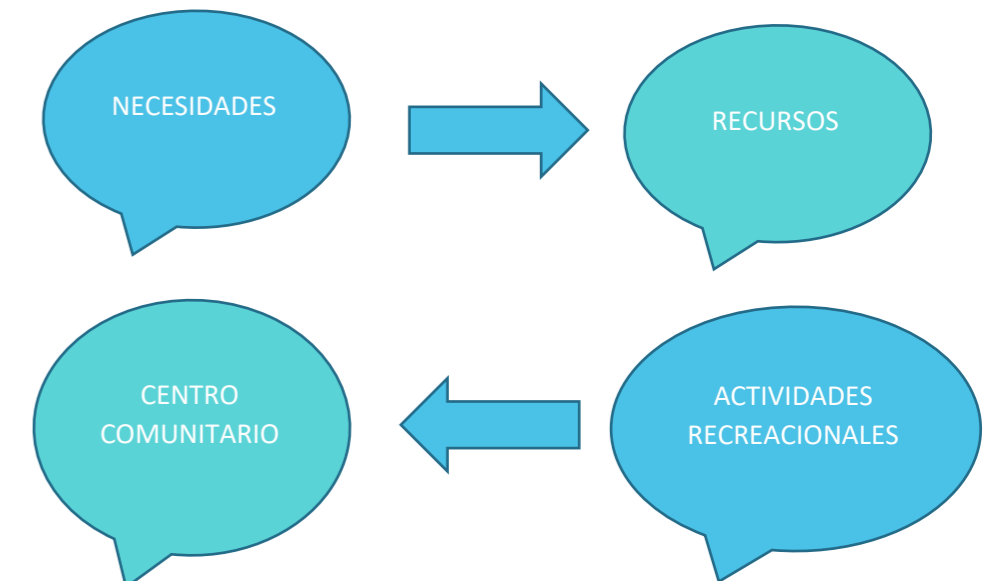 NECESIDADES
RECURSOS
CENTRO
COMUNITARIO
ACTIVIDADES
RECREACIONALES